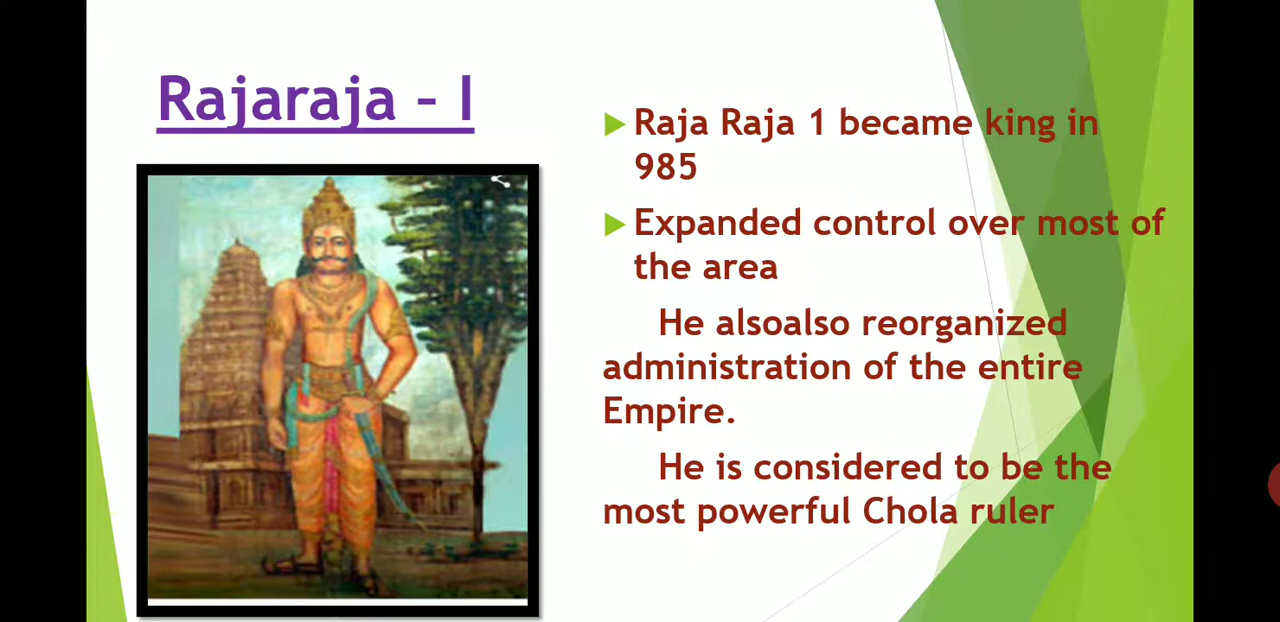 Rajaraja - I
Raja Raja 1 became king in
985
Expanded control over most of
the area
He alsoalso reorganized
administration of the entire
Empire.
He is considered to be the
most powerful Chola ruler